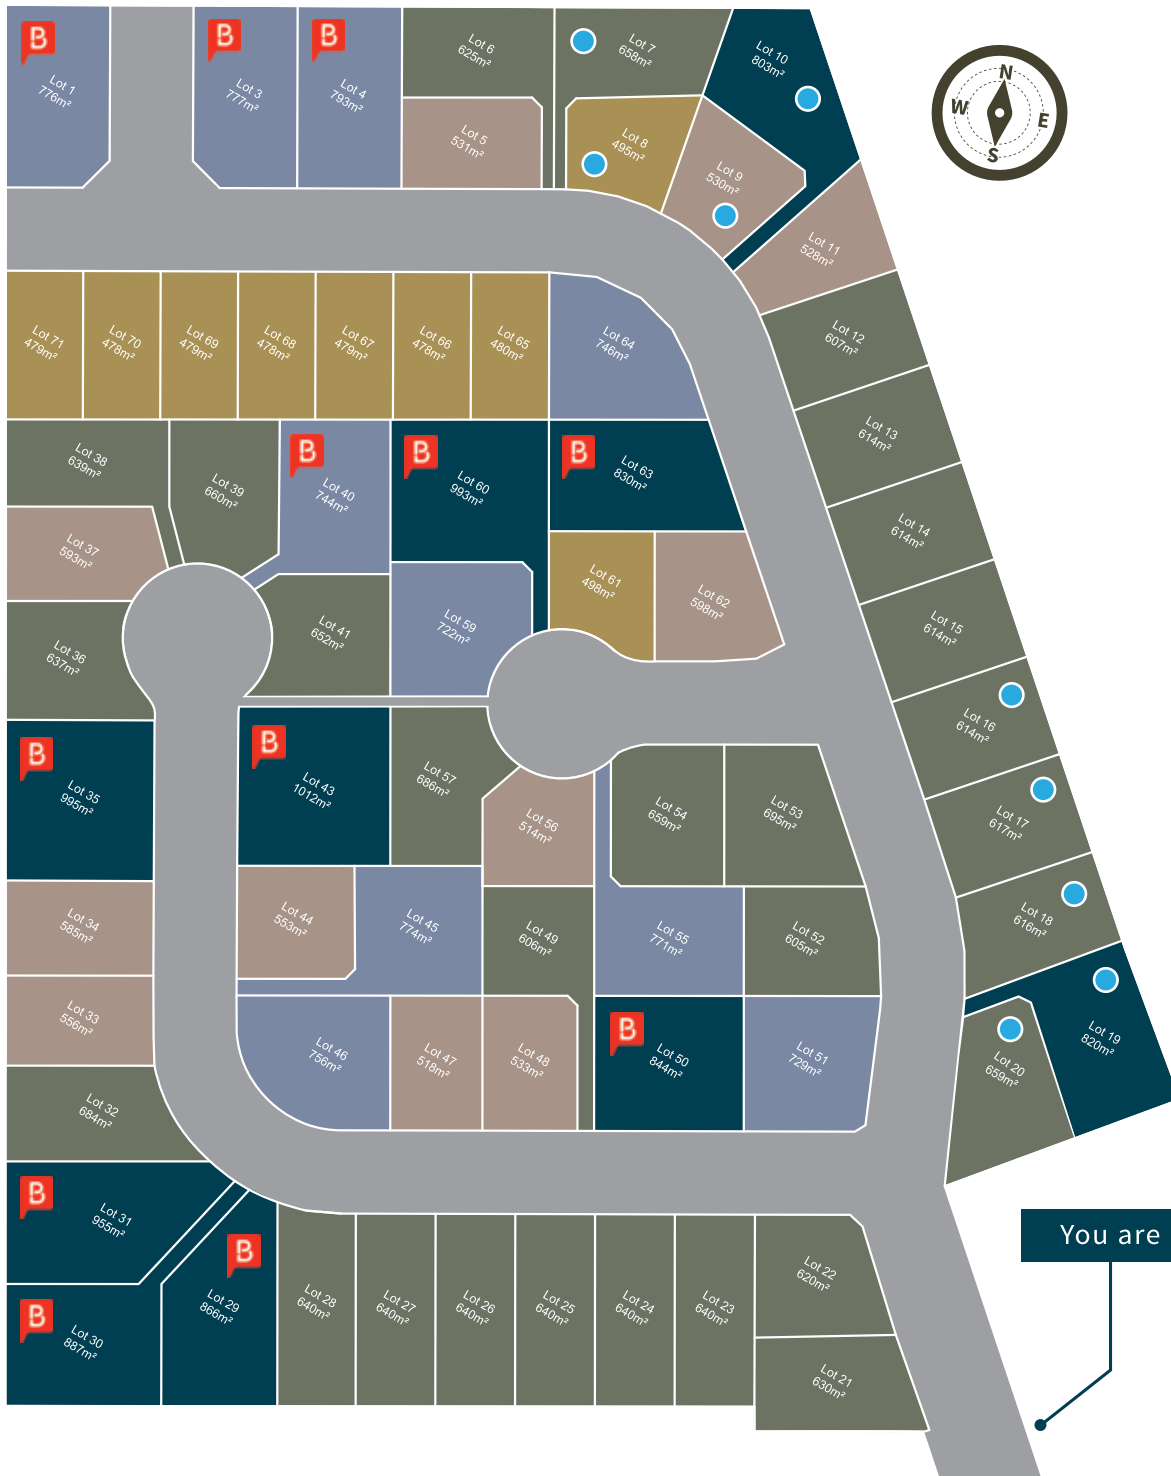 B
Lot 1
776m²
B
Lot 3
777m²
B
Lot 4
793m²
Lot 6
625m²
Lot 5
531m²
Lot 7
658m²
Lot 8
495m²
Lot 10
803m²
Lot 9
530m²
Lot 11
528m²
N
W
E
S
Lot 71
479m²
Lot 70
478m²
Lot 69
479m²
Lot 68
478m²
Lot 67
479m²
Lot 66
478m²
Lot 65
480m²
Lot 64
746m²
Lot 12
607m²
Lot 13
614m²
Lot 14
614m²
Lot 15
614m²
Lot 16
614m²
Lot 17
617m²
Lot 18
616m²
Lot 19
820m²
Lot 20
659m²
Lot 38
639m²
Lot 39
660m²
B
Lot 40
744m²
B
Lot 60
993m²
B
Lot 63
830m²
Lot 37
593m²
Lot 61
498m²
Lot 62
598m²
Lot 36
637m²
Lot 41
652m²
Lot 59
722m²
B
Lot 35
995m²
B
Lot 43
1012m²
Lot 57
686m²
Lot 56
514m²
Lot 54
659m²
Lot 53
695m²
Lot 34
585m²
Lot 44
553m²
Lot 45
774m²
Lot 49
606m²
Lot 55
771m²
Lot 52
605m²
Lot 33
556m²
Lot 46
756m²
Lot 47
518m²
Lot 48
533m²
B
Lot 50
844m²
Lot 51
729m²
Lot 32
684m²
B
Lot 31
955m²
B
Lot 30
887m²
B
Lot 29
866m²
Lot 28
640m²
Lot 27
640m²
Lot 26
640m²
Lot 25
640m²
Lot 24
640m²
Lot 23
640m²
Lot 22
620m²
Lot 21
630m²
You are